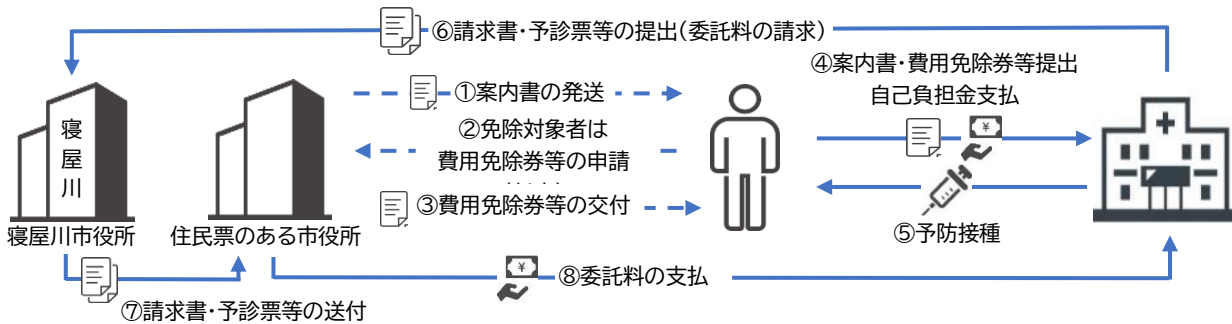 ⑥請求書・予診票等の提出(委託料の請求)
④案内書・費用免除券等提出
自己負担金支払
①案内書の発送
②免除対象者は
費用免除券等の申請
③費用免除券等の交付
⑤予防接種
寝屋川
寝屋川市役所
住民票のある市役所
⑧委託料の支払
⑦請求書・予診票等の送付
¥
¥